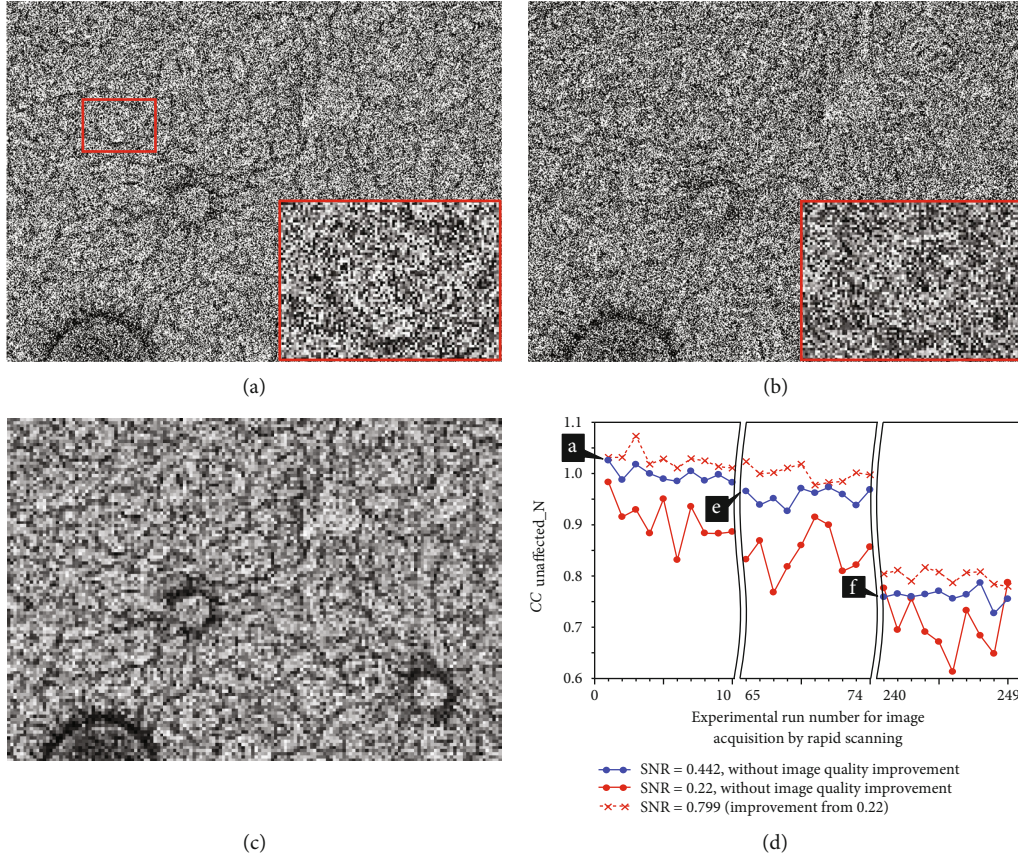 (a)
(b)
(c)
1.1
1.0
0.9
0.8
0.7
0.6
CC unaffected_N
a
e
f
0 10 65 74 240 249
Experimental run number for image
acquisition by rapid scanning
SNR = 0.442, without image quality improvement
SNR = 0.22, without image quality improvement
SNR = 0.799 (improvement from 0.22)
(d)